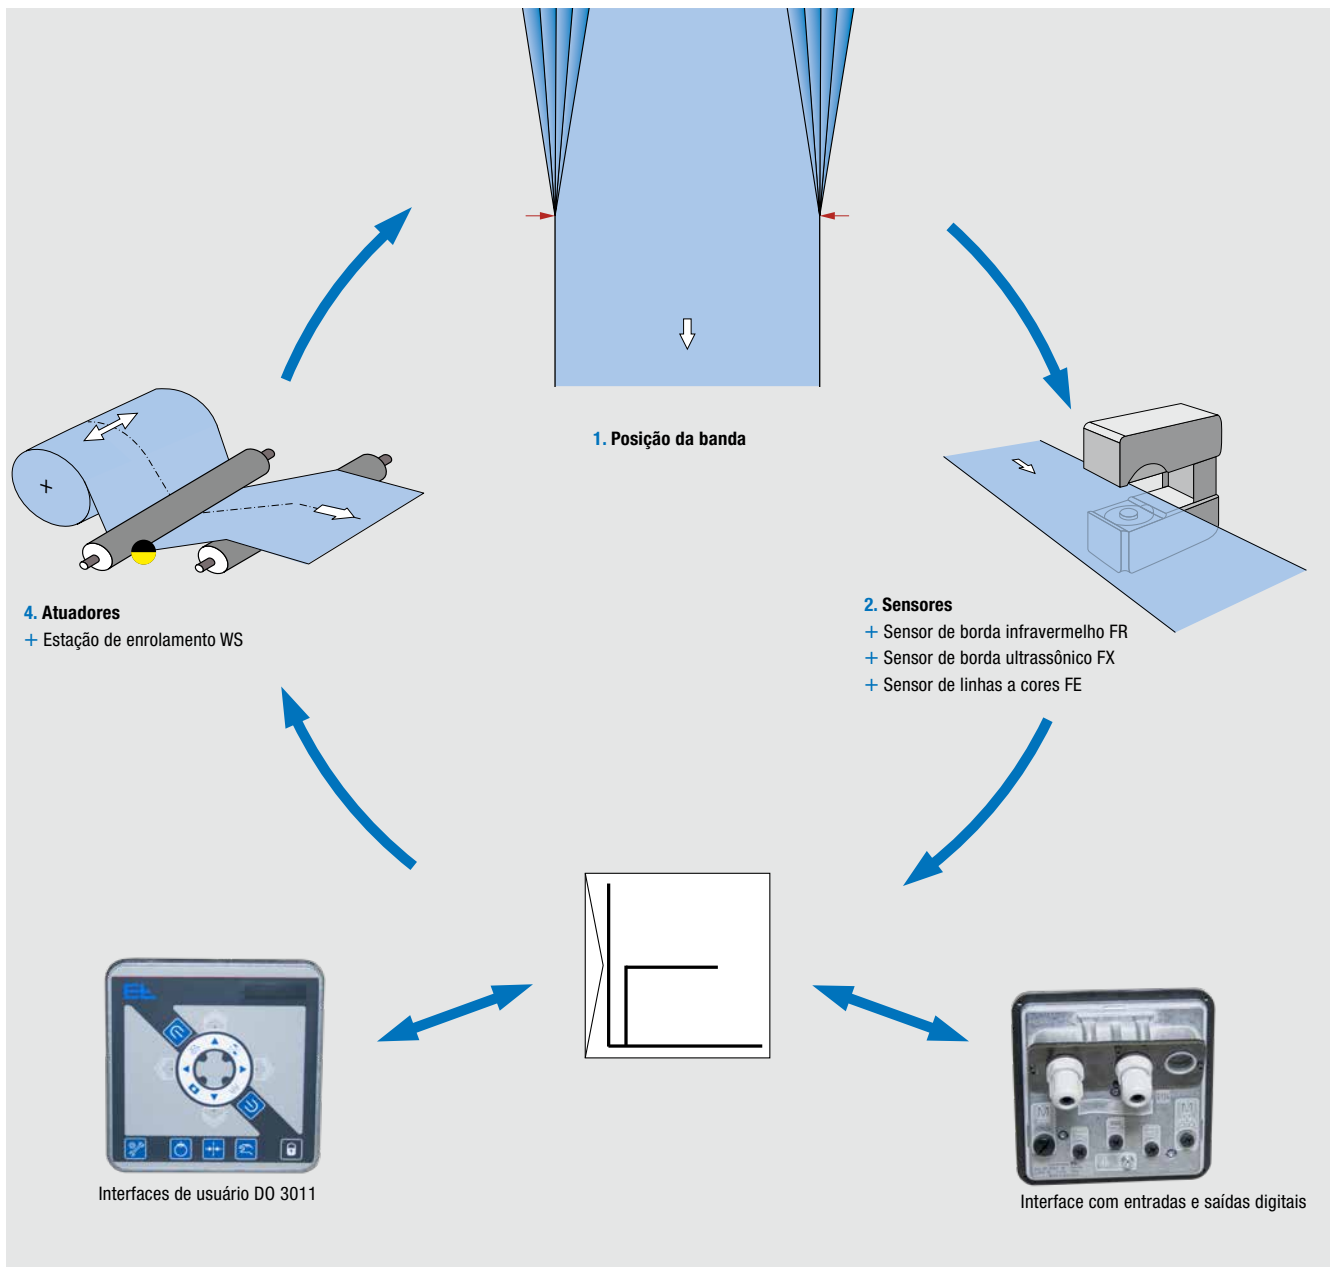 1. Posição da banda
4. Atuadores
+ Estação de enrolamento WS
2. Sensores
+ Sensor de borda infravermelho FR
+ Sensor de borda ultrassônico FX
+ Sensor de linhas a cores FE
Interfaces de usuário DO 3011
Interface com entradas e saídas digitais